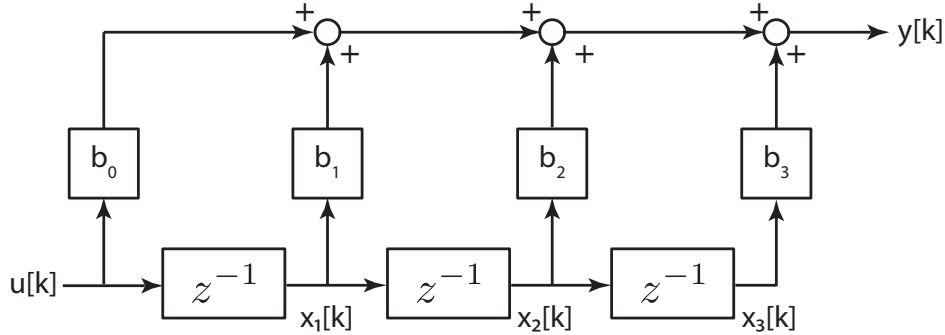 + + + y[k]
+ + +
b₀ b₁ b₂ b₃
u[k] z⁻¹ z⁻¹ z⁻¹
x₁[k] x₂[k] x₃[k]